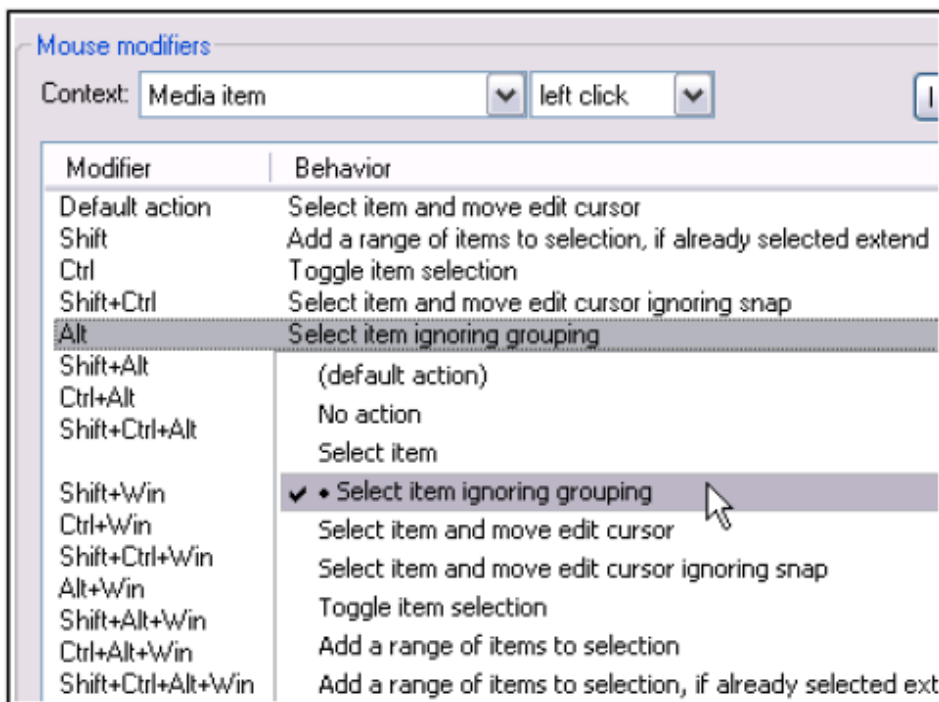 Mouse modifiers
Context: Media item left click
Modifier Behavior
Default action Select item and move edit cursor
Shift Add a range of items to selection, if already selected extend
Ctrl Toggle item selection
Shift+Ctrl Select item and move edit cursor ignoring snap
Alt Select item ignoring grouping
Shift+Alt
(default action)
Ctrl+Alt
No action
Shift+Ctrl+Alt
Select item
Shift+Win ✔ • Select item ignoring grouping
Ctrl+Win Select item and move edit cursor
Shift+Ctrl+Win
Select item and move edit cursor ignoring snap
Alt+Win
Shift+Alt+Win Toggle item selection
Ctrl+Alt+Win Add a range of items to selection
Shift+Ctrl+Alt+Win Add a range of items to selection, if already selected ext